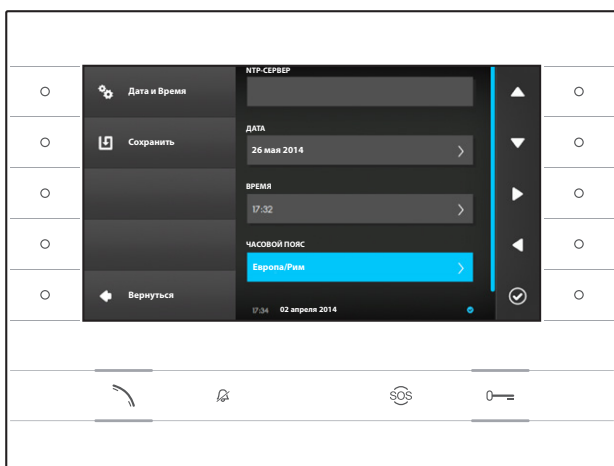 NTP-СЕРВЕР
Дата и Время
ДАТА
Сохранить
26 мая 2014
ВРЕМЯ
17:32
ЧАСОВОЙ ПОЯС
Европа/Рим
Вернуться
17:34 02 апреля 2014
SOS